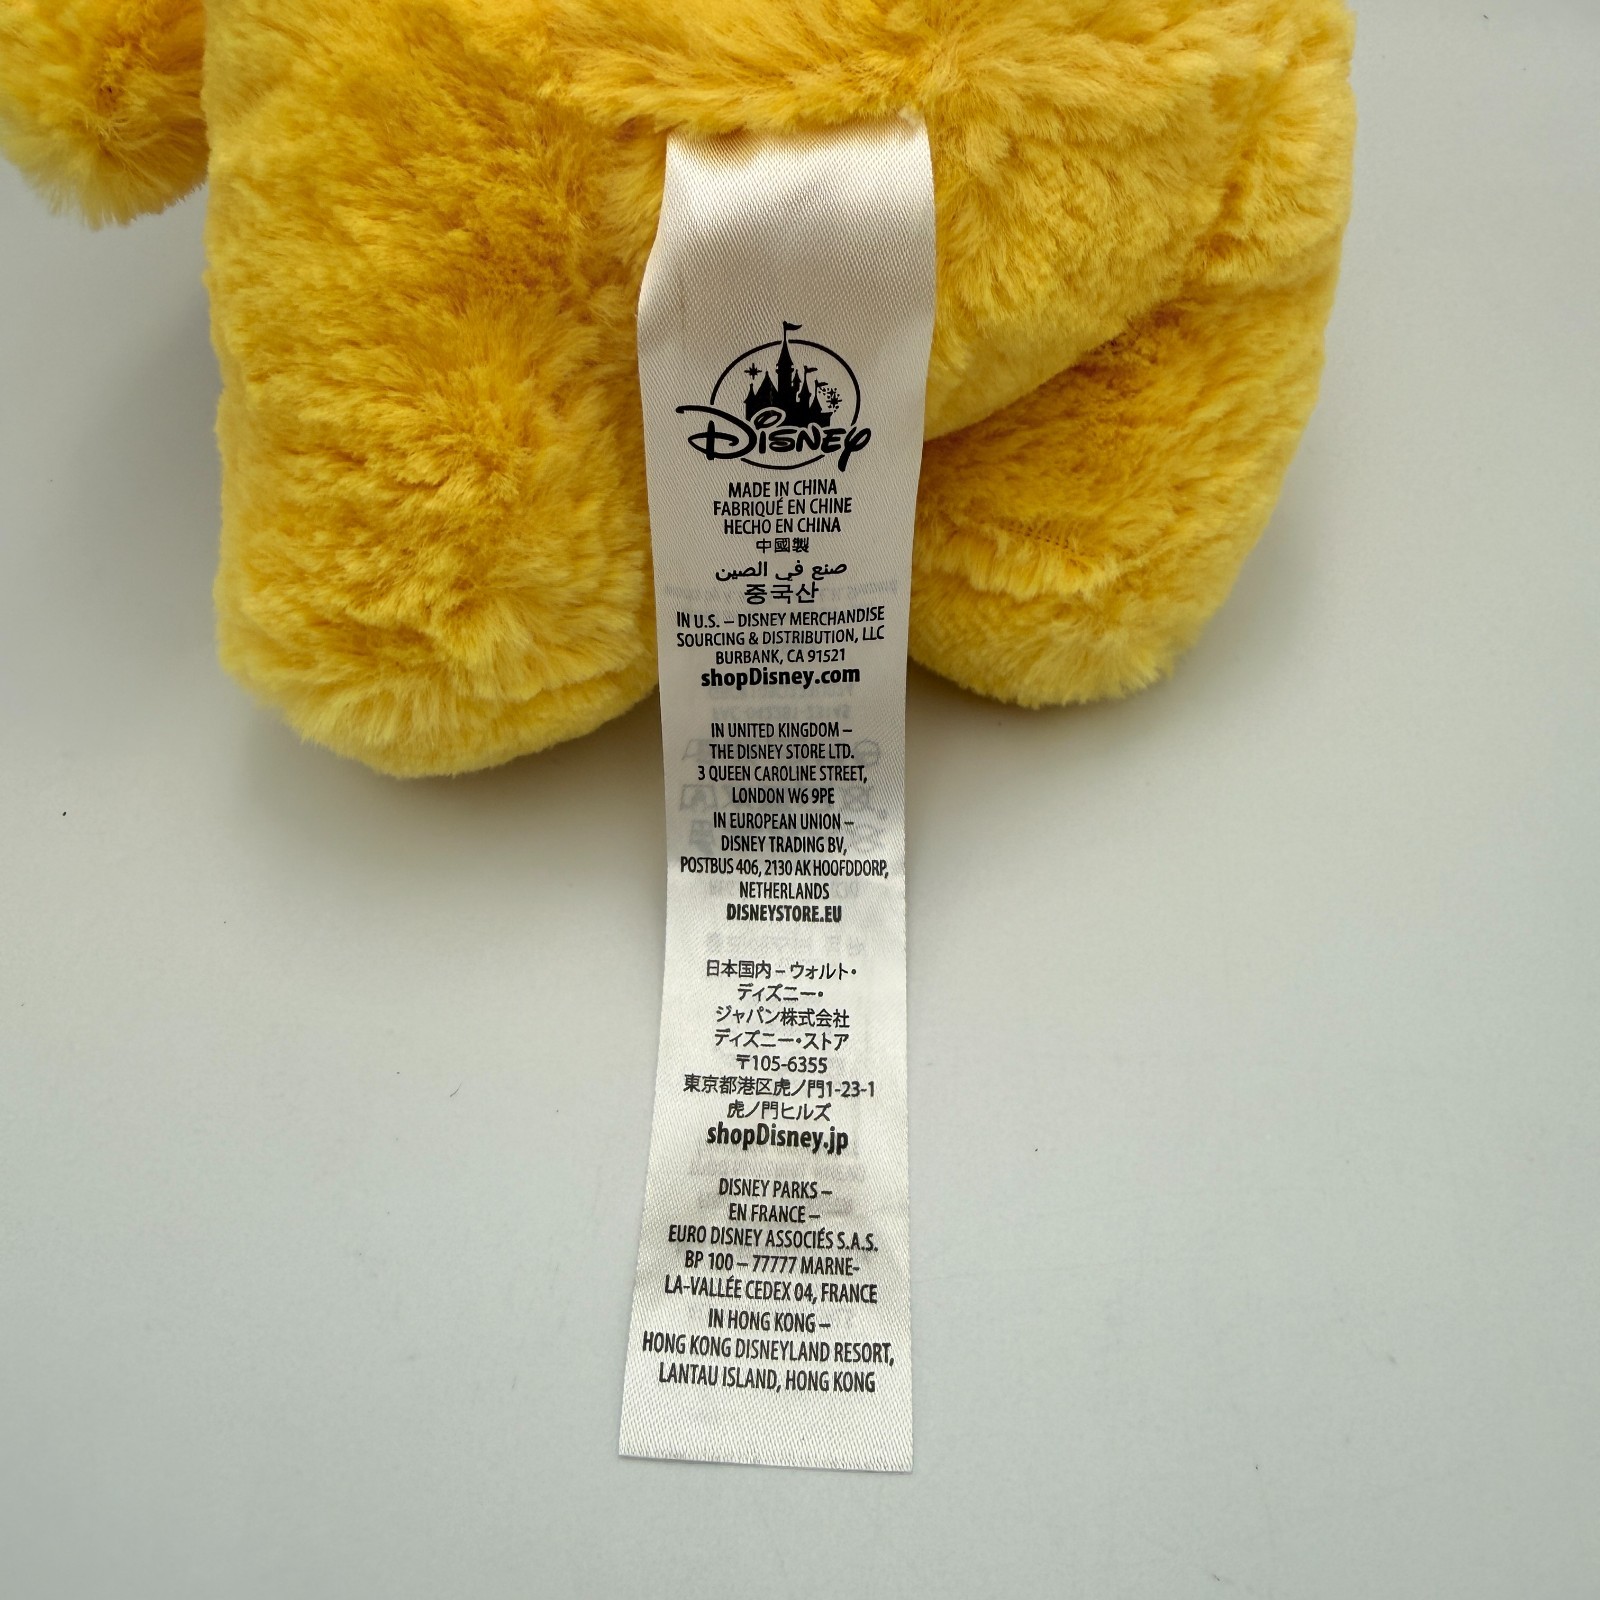 Disney
MADE IN CHINA
FABRIQUÉ EN CHINE
HECHO EN CHINA
中國製
صنع في الصين
중국산
IN U.S. – DISNEY MERCHANDISE
SOURCING & DISTRIBUTION, LLC
BURBANK, CA 91521
shopDisney.com
IN UNITED KINGDOM –
THE DISNEY STORE LTD.
3 QUEEN CAROLINE STREET,
LONDON W6 9PE
IN EUROPEAN UNION –
DISNEY TRADING BV,
POSTBUS 406, 2130 AK HOOFDDORP,
NETHERLANDS
DISNEYSTORE.EU
日本国内 – ウォルト・
ディズニー・
ジャパン株式会社
ディズニー・ストア
〒105-6355
東京都港区虎ノ門1-23-1
虎ノ門ヒルズ
shopDisney.jp
DISNEY PARKS –
EN FRANCE –
EURO DISNEY ASSOCIÉS S.A.S.
BP 100 – 77777 MARNE-
LA-VALLÉE CEDEX 04, FRANCE
IN HONG KONG –
HONG KONG DISNEYLAND RESORT,
LANTAU ISLAND, HONG KONG